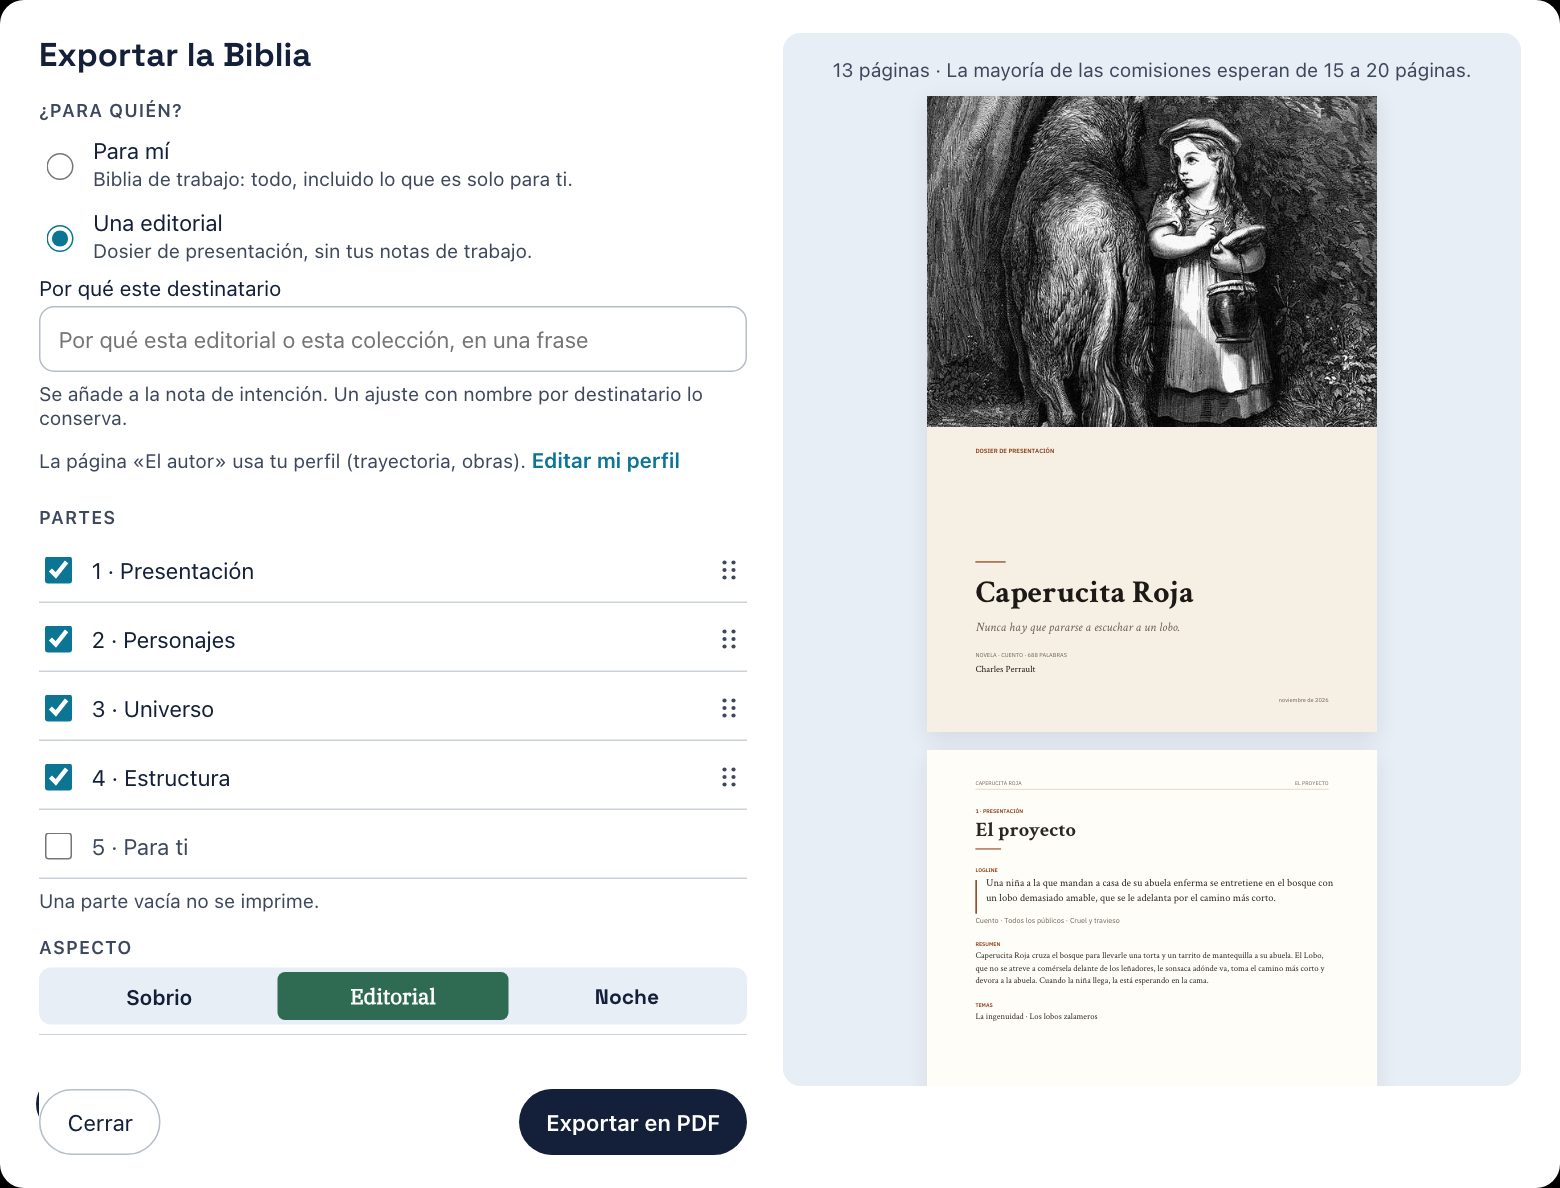 Exportar la Biblia
¿PARA QUIÉN?
Para mí
Biblia de trabajo: todo, incluido lo que es solo para ti.
Una editorial
Dosier de presentación, sin tus notas de trabajo.
Por qué este destinatario
Por qué esta editorial o esta colección, en una frase
Se añade a la nota de intención. Un ajuste con nombre por destinatario lo
conserva.
La página «El autor» usa tu perfil (trayectoria, obras). Editar mi perfil
PARTES
1 · Presentación
2 · Personajes
3 · Universo
4 · Estructura
5 · Para ti
Una parte vacía no se imprime.
ASPECTO
Sobrio
Editorial
Noche
Cerrar
Exportar en PDF
13 páginas · La mayoría de las comisiones esperan de 15 a 20 páginas.
DOSIER DE PRESENTACIÓN
Caperucita Roja
Nunca hay que pararse a escuchar a un lobo.
NOVELA · CUENTO · 688 PALABRAS
Charles Perrault
noviembre de 2026
CAPERUCITA ROJA
EL PROYECTO
1 · PRESENTACIÓN
El proyecto
LOGLINE
Una niña a la que mandan a casa de su abuela enferma se entretiene en el bosque con
un lobo demasiado amable, que se le adelanta por el camino más corto.
Cuento · Todos los públicos · Cruel y travieso
RESUMEN
Caperucita Roja cruza el bosque para llevarle una torta y un tarrito de mantequilla a su abuela. El Lobo,
que no se atreve a comérsela delante de los leñadores, le sonsaca adónde va, toma el camino más corto y
devora a la abuela. Cuando la niña llega, la está esperando en la cama.
TEMAS
La ingenuidad · Los lobos zalameros